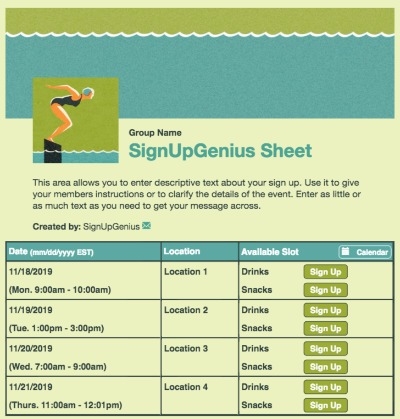 Group Name
SignUpGenius Sheet
This area allows you to enter descriptive text about your sign up. Use it to give
your members instructions or to clarify the details of the event. Enter as little or
as much text as you need to get your message across.
Created by: SignUpGenius
Date (mm/dd/yyyy EST) Location Available Slot Calendar
11/18/2019 Location 1 Drinks Sign Up
(Mon. 9:00am - 10:00am) Snacks Sign Up
11/19/2019 Location 2 Drinks Sign Up
(Tue. 1:00pm - 3:00pm) Snacks Sign Up
11/20/2019 Location 3 Drinks Sign Up
(Wed. 7:00am - 9:00am) Snacks Sign Up
11/21/2019 Location 4 Drinks Sign Up
(Thurs. 11:00am - 12:01pm) Snacks Sign Up